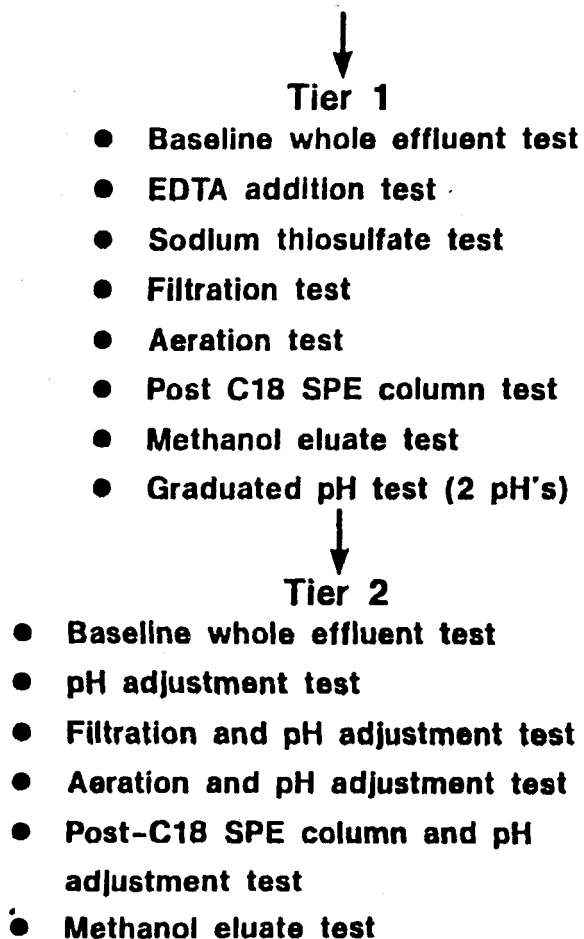 Tier 1
● Baseline whole effluent test
● EDTA addition test
● Sodium thiosulfate test
● Filtration test
● Aeration test
● Post C18 SPE column test
● Methanol eluate test
● Graduated pH test (2 pH's)
Tier 2
● Baseline whole effluent test
● pH adjustment test
● Filtration and pH adjustment test
● Aeration and pH adjustment test
● Post-C18 SPE column and pH
adjustment test
● Methanol eluate test